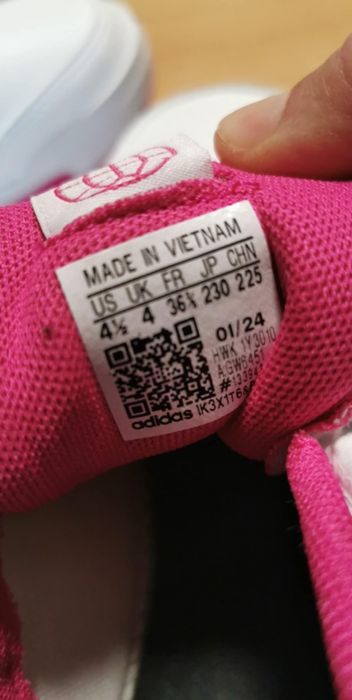 MADE IN VIETNAM
US UK FR JP CHN
4½ 4 36⅔ 230 225
01/24
HWK 1Y3010
adidas